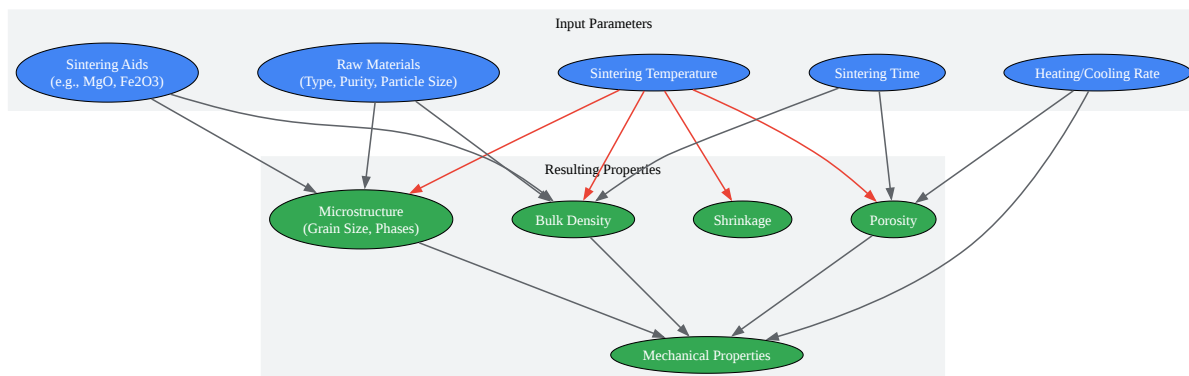 Input Parameters
Sintering Aids
(e.g., MgO, Fe2O3)
Raw Materials
(Type, Purity, Particle Size)
Sintering Temperature
Sintering Time
Heating/Cooling Rate
Resulting Properties
Microstructure
(Grain Size, Phases)
Bulk Density
Shrinkage
Porosity
Mechanical Properties